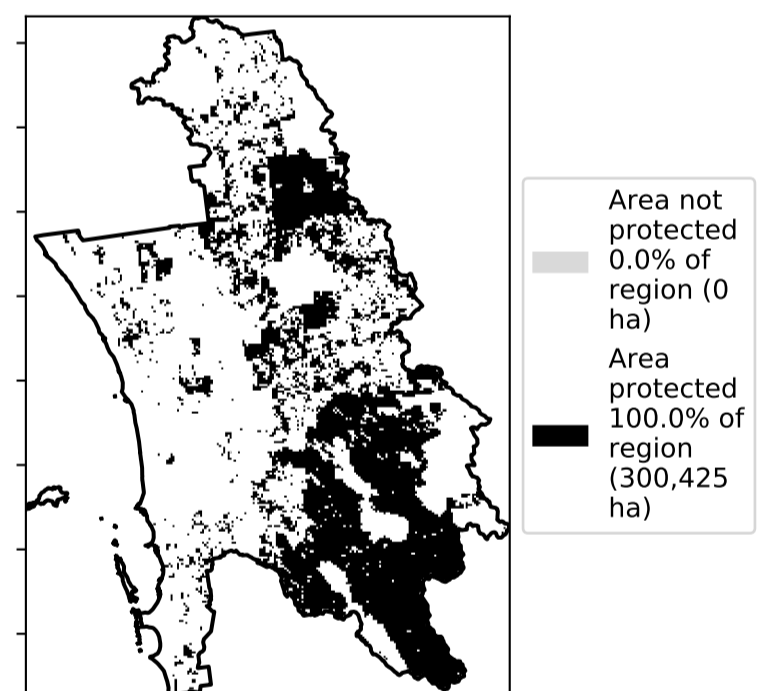 Area not
protected
0.0% of
region (0
ha)
Area
protected
100.0% of
region
(300,425
ha)